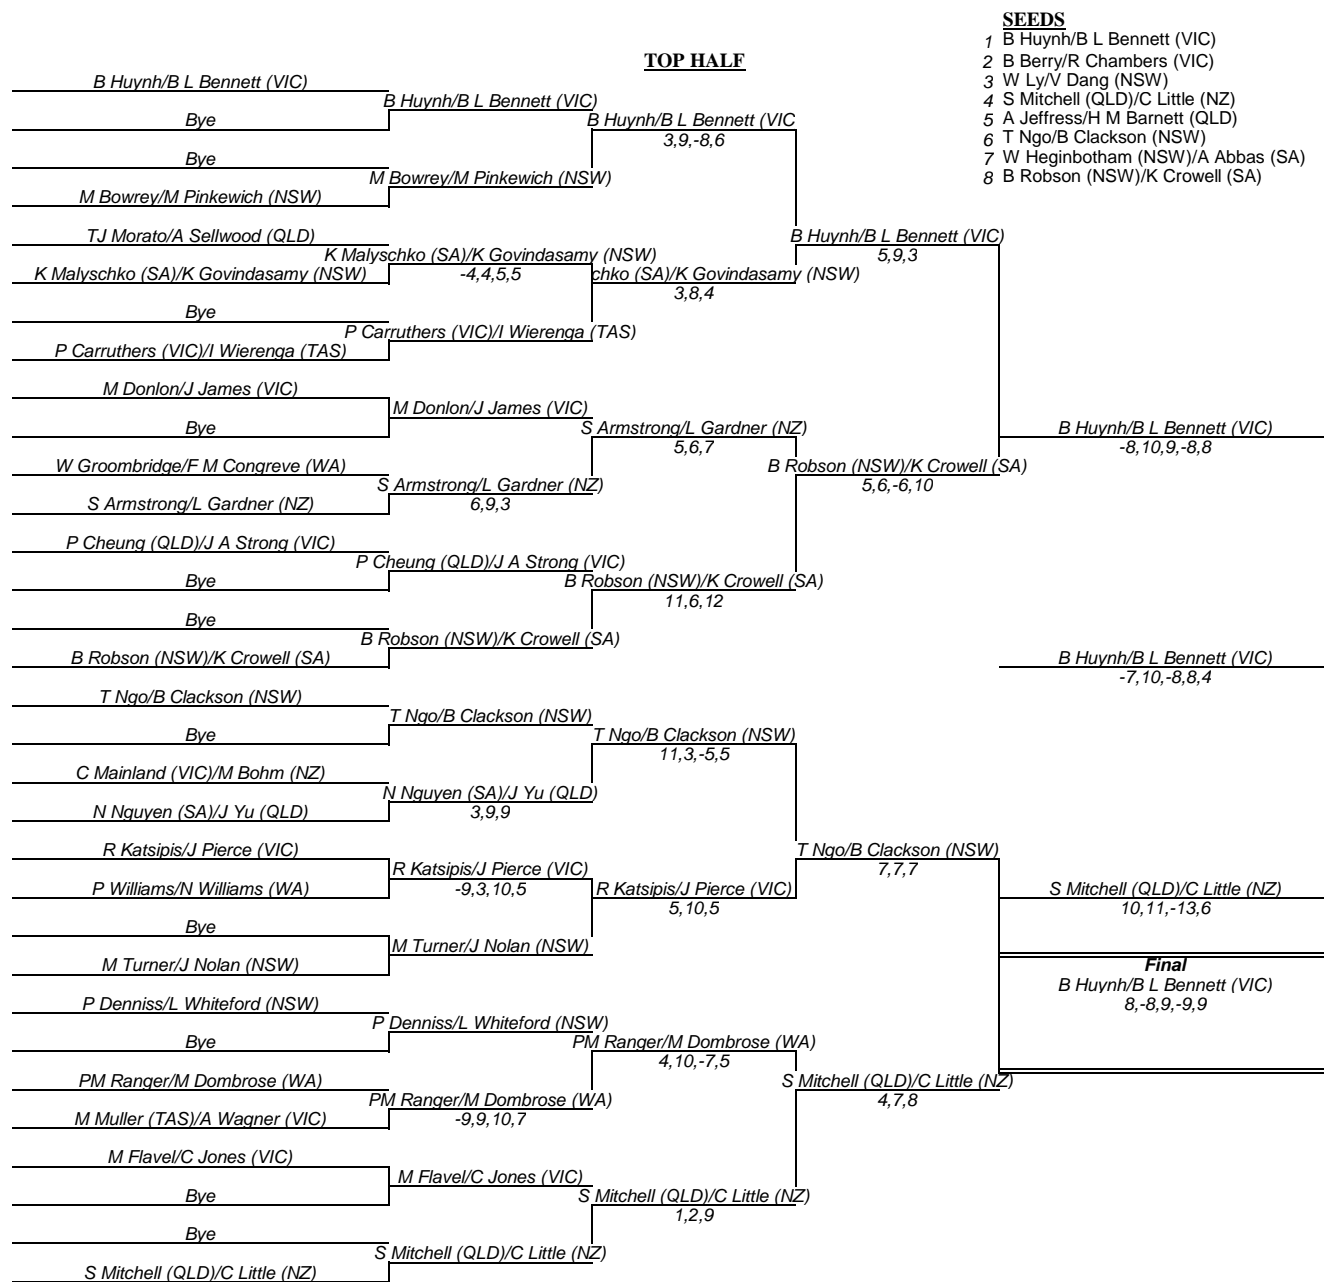 SEEDS
1 B Huynh/B L Bennett (VIC)
2 B Berry/R Chambers (VIC)
3 W Ly/V Dang (NSW)
4 S Mitchell (QLD)/C Little (NZ)
5 A Jeffress/H M Barnett (QLD)
6 T Ngo/B Clackson (NSW)
7 W Heginbotham (NSW)/A Abbas (SA)
8 B Robson (NSW)/K Crowell (SA)
TOP HALF
B Huynh/B L Bennett (VIC)
Bye
Bye
M Bowrey/M Pinkewich (NSW)
TJ Morato/A Sellwood (QLD)
K Malyschko (SA)/K Govindasamy (NSW)
Bye
P Carruthers (VIC)/I Wierenga (TAS)
M Donlon/J James (VIC)
Bye
W Groombridge/F M Congreve (WA)
S Armstrong/L Gardner (NZ)
P Cheung (QLD)/J A Strong (VIC)
Bye
Bye
B Robson (NSW)/K Crowell (SA)
T Ngo/B Clackson (NSW)
Bye
C Mainland (VIC)/M Bohm (NZ)
N Nguyen (SA)/J Yu (QLD)
R Katsipis/J Pierce (VIC)
P Williams/N Williams (WA)
Bye
M Turner/J Nolan (NSW)
P Denniss/L Whiteford (NSW)
Bye
PM Ranger/M Dombrose (WA)
M Muller (TAS)/A Wagner (VIC)
M Flavel/C Jones (VIC)
Bye
Bye
S Mitchell (QLD)/C Little (NZ)
B Huynh/B L Bennett (VIC)
M Bowrey/M Pinkewich (NSW)
K Malyschko (SA)/K Govindasamy (NSW)
-4,4,5,5
P Carruthers (VIC)/I Wierenga (TAS)
M Donlon/J James (VIC)
S Armstrong/L Gardner (NZ)
6,9,3
P Cheung (QLD)/J A Strong (VIC)
B Robson (NSW)/K Crowell (SA)
T Ngo/B Clackson (NSW)
N Nguyen (SA)/J Yu (QLD)
3,9,9
R Katsipis/J Pierce (VIC)
-9,3,10,5
M Turner/J Nolan (NSW)
P Denniss/L Whiteford (NSW)
PM Ranger/M Dombrose (WA)
-9,9,10,7
M Flavel/C Jones (VIC)
S Mitchell (QLD)/C Little (NZ)
B Huynh/B L Bennett (VIC
3,9,-8,6
chko (SA)/K Govindasamy (NSW)
3,8,4
S Armstrong/L Gardner (NZ)
5,6,7
B Robson (NSW)/K Crowell (SA)
11,6,12
T Ngo/B Clackson (NSW)
11,3,-5,5
R Katsipis/J Pierce (VIC)
5,10,5
PM Ranger/M Dombrose (WA)
4,10,-7,5
S Mitchell (QLD)/C Little (NZ)
1,2,9
B Huynh/B L Bennett (VIC)
5,9,3
B Robson (NSW)/K Crowell (SA)
5,6,-6,10
T Ngo/B Clackson (NSW)
7,7,7
S Mitchell (QLD)/C Little (NZ)
4,7,8
B Huynh/B L Bennett (VIC)
-8,10,9,-8,8
B Huynh/B L Bennett (VIC)
-7,10,-8,8,4
S Mitchell (QLD)/C Little (NZ)
10,11,-13,6
Final
B Huynh/B L Bennett (VIC)
8,-8,9,-9,9